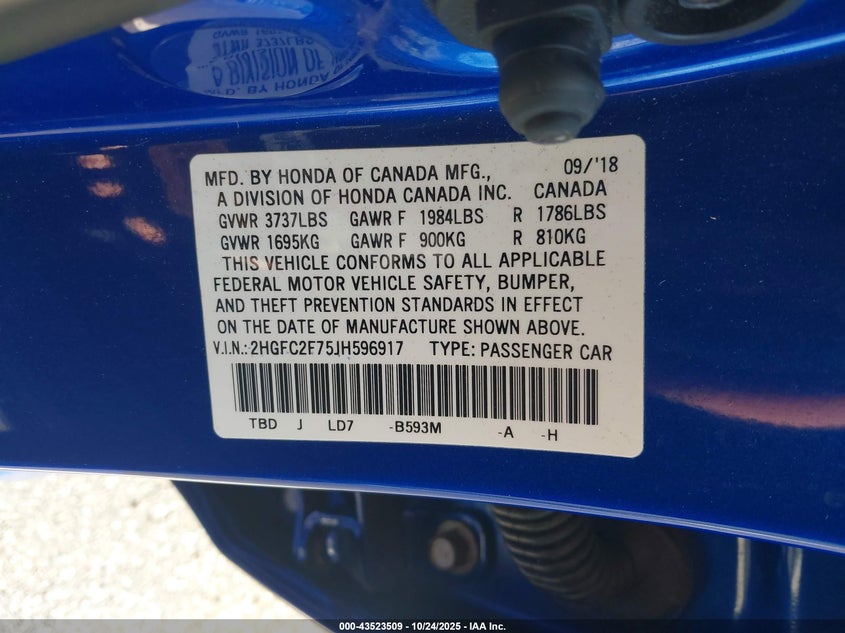 MFD. BY HONDA OF CANADA MFG., 09/'18
A DIVISION OF HONDA CANADA INC. CANADA
GVWR 3737LBS GAWR F 1984LBS R 1786LBS
GVWR 1695KG GAWR F 900KG R 810KG
THIS VEHICLE CONFORMS TO ALL APPLICABLE
FEDERAL MOTOR VEHICLE SAFETY, BUMPER,
AND THEFT PREVENTION STANDARDS IN EFFECT
ON THE DATE OF MANUFACTURE SHOWN ABOVE.
V.I.N.:2HGFC2F75JH596917 TYPE: PASSENGER CAR
TBD J LD7 -B593M -A -H
000-43523509 - 10/24/2025 - IAA Inc.